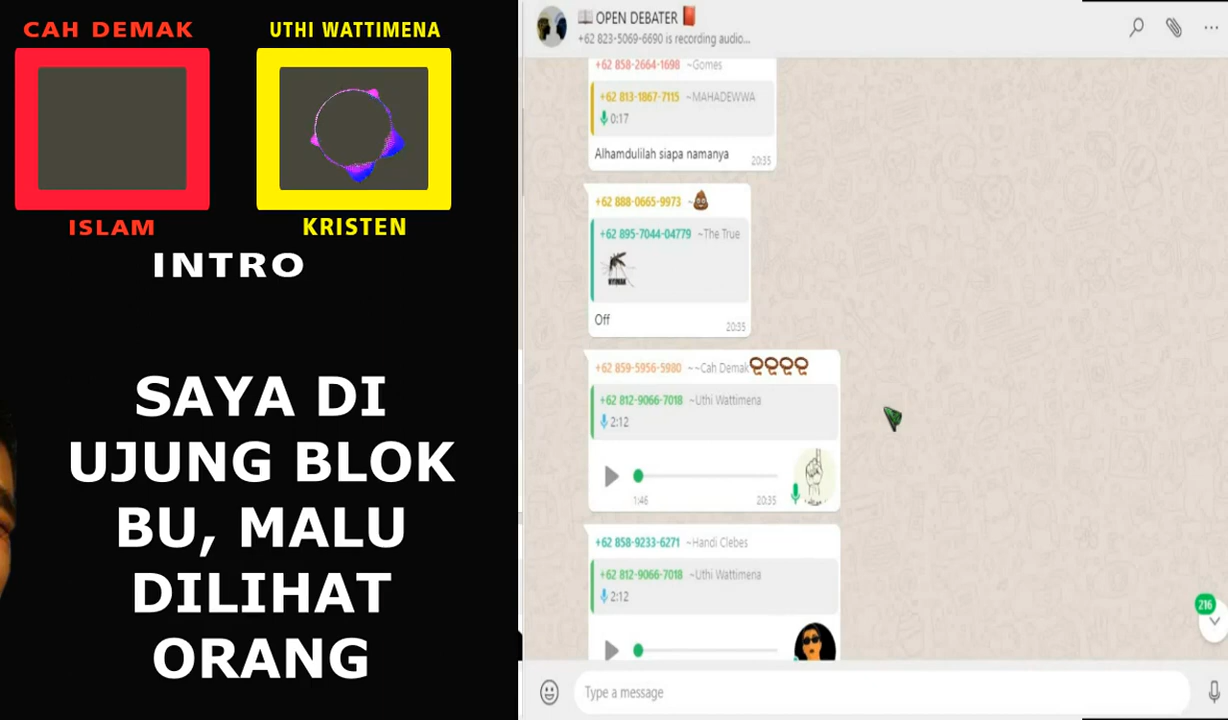 CAH DEMAK
UTHI WATTIMENA
ISLAM
KRISTEN
INTRO
SAYA DI
UJUNG BLOK
BU, MALU
DILIHAT
ORANG
OPEN DEBATER
+62 823-5069-6690 is recording audio...
+62 858-2664-1698 ~Gomes
+62 813-1867-7115 ~MAHADEWWA
0:17
Alhamdulilah siapa namanya 20:35
+62 888-0665-9973 ~💩
+62 895-7044-04779 ~The True
NYIMAK
Off 20:35
+62 859-5956-5980 ~~Cah Demak
+62 812-9066-7018 ~Uthi Wattimena
2:12
1:46 20:35
+62 858-9233-6271 ~Handi Clebes
+62 812-9066-7018 ~Uthi Wattimena
2:12
216
Type a message